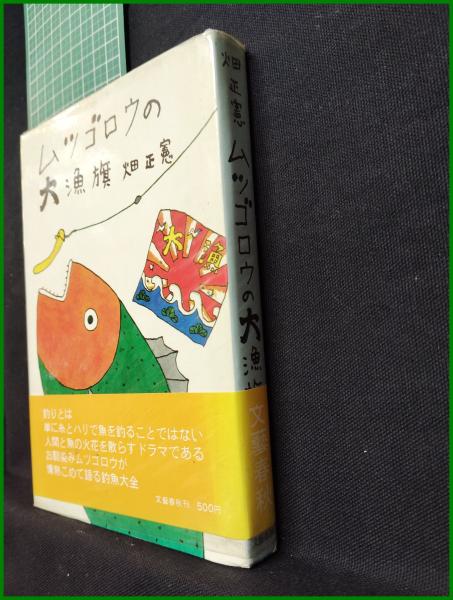 ムツゴロウの
大漁旗 畑正憲
大漁
釣りとは
単に糸とハリで魚を釣ることではない
人間と魚の火花を散らすドラマである
お馴染みムツゴロウが
情熱こめて語る釣魚大全
文藝春秋刊 500円
畑正憲 ムツゴロウの大漁旗
文藝春秋